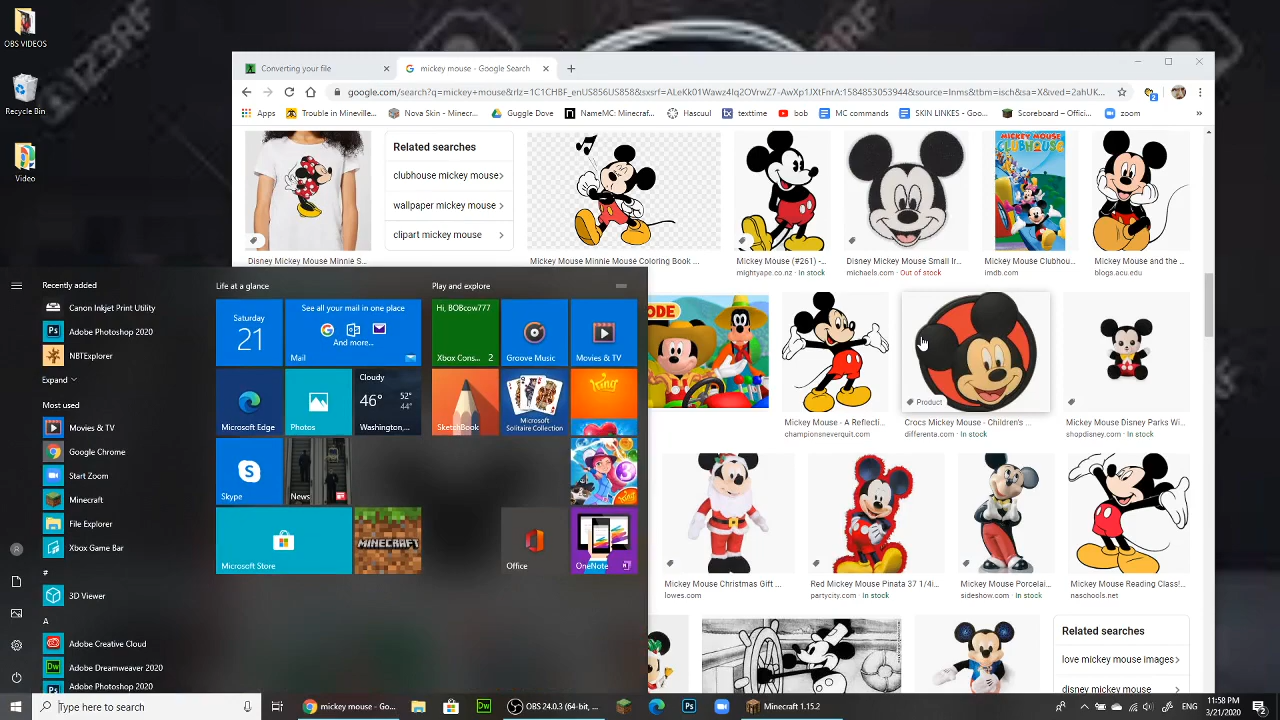 123RF
OBS VIDEOS
Recycle Bin
Video
Converting your file
mickey mouse - Google Search
google.com/search?q=mickey+mouse&rlz=1C1CHBF_enUS856US858&sxsrf=ALeKk01Wawz4Iq2OVrwZ7-AwXp1JXtFnrA:1584853053944&source=lnms&tbm=isch&sa=X&ved=2ahUK...
2
Apps
Trouble in Mineville...
Nova Skin - Minecr...
Guggle Dove
NameMC: Minecraf...
Hascuul
texttime
bob
MC commands
SKIN LINKES - Goo...
Scoreboard – Offici...
zoom
»
Related searches
clubhouse mickey mouse
wallpaper mickey mouse
clipart mickey mouse
MICKEY MOUSE
CLUBHOUSE
Disney Mickey Mouse Minnie S...
Mickey Mouse Minnie Mouse Coloring Book ...
Mickey Mouse (#261) -...
mightyape.co.nz · In stock
Disney Mickey Mouse Small Ir...
michaels.com · Out of stock
Mickey Mouse Clubhou...
imdb.com
Mickey Mouse and the ...
blogs.acu.edu
Product
Mickey Mouse - A Reflecti...
championsneverquit.com
Crocs Mickey Mouse - Children's ...
differenta.com · In stock
Mickey Mouse Disney Parks Wi...
shopdisney.com · In stock
Mickey Mouse Christmas Gift ...
lowes.com
Red Mickey Mouse Pinata 37 1/4i...
partycity.com · In stock
Mickey Mouse Porcelai...
sideshow.com · In stock
Mickey Mouse Reading Class!...
naschools.net
Related searches
love mickey mouse images
disney mickey mouse
Recently added
Canon Inkjet Print Utility
Adobe Photoshop 2020
NBTExplorer
Expand
Most used
Movies & TV
Google Chrome
Start Zoom
Minecraft
File Explorer
Xbox Game Bar
#
3D Viewer
A
Adobe Creative Cloud
Adobe Dreamweaver 2020
Adobe Photoshop 2020
Life at a glance
Saturday
21
See all your mail in one place
And more...
Mail
Microsoft Edge
Photos
Cloudy
46° 52°
44°
Washington,...
Skype
News
Microsoft Store
MINECRAFT
Play and explore
Hi, BOBcow777
Xbox Cons... 2
Groove Music
Movies & TV
SketchBook
Microsoft
Solitaire Collection
King
3
King
Office
OneNote
Type here to search
mickey mouse - Go...
OBS 24.0.3 (64-bit, ...
Minecraft 1.15.2
ENG
11:58 PM
3/21/2020
2